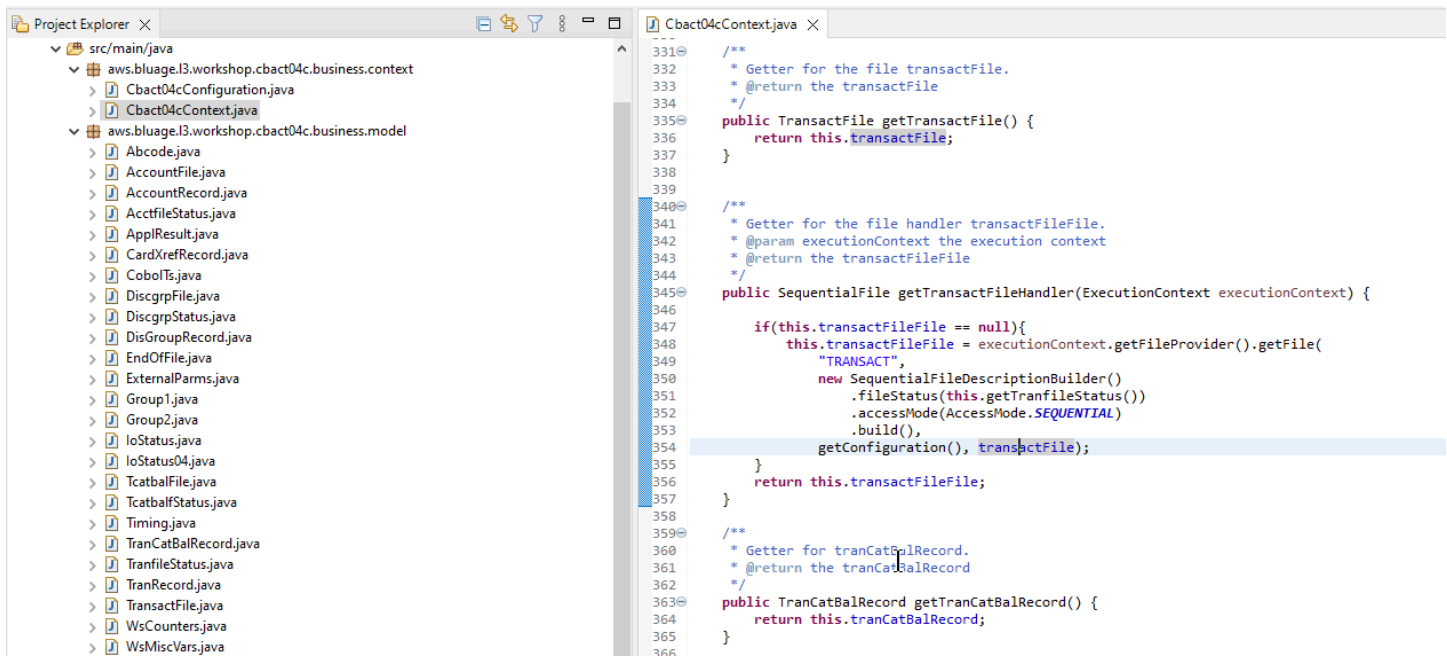 Project Explorer
src/main/java
aws.bluage.l3.workshop.cbact04c.business.context
Cbact04cConfiguration.java
Cbact04cContext.java
aws.bluage.l3.workshop.cbact04c.business.model
Abcode.java
AccountFile.java
AccountRecord.java
AcctfileStatus.java
ApplResult.java
CardXrefRecord.java
CobolTs.java
DiscgrpFile.java
DiscgrpStatus.java
DisGroupRecord.java
EndOfFile.java
ExternalParms.java
Group1.java
Group2.java
IoStatus.java
IoStatus04.java
TcatbalFile.java
TcatbalfStatus.java
Timing.java
TranCatBalRecord.java
TranfileStatus.java
TranRecord.java
TransactFile.java
WsCounters.java
WsMiscVars.java
Cbact04cContext.java
331 /**
332 * Getter for the file transactFile.
333 * @return the transactFile
334 */
335 public TransactFile getTransactFile() {
336 return this.transactFile;
337 }
338
339
340 /**
341 * Getter for the file handler transactFileFile.
342 * @param executionContext the execution context
343 * @return the transactFileFile
344 */
345 public SequentialFile getTransactFileHandler(ExecutionContext executionContext) {
346
347 if(this.transactFileFile == null){
348 this.transactFileFile = executionContext.getFileProvider().getFile(
349 "TRANSACT",
350 new SequentialFileDescriptionBuilder()
351 .fileStatus(this.getTranfileStatus())
352 .accessMode(AccessMode.SEQUENTIAL)
353 .build(),
354 getConfiguration(), transactFile);
355 }
356 return this.transactFileFile;
357 }
358
359 /**
360 * Getter for tranCatBalRecord.
361 * @return the tranCatBalRecord
362 */
363 public TranCatBalRecord getTranCatBalRecord() {
364 return this.tranCatBalRecord;
365 }
366